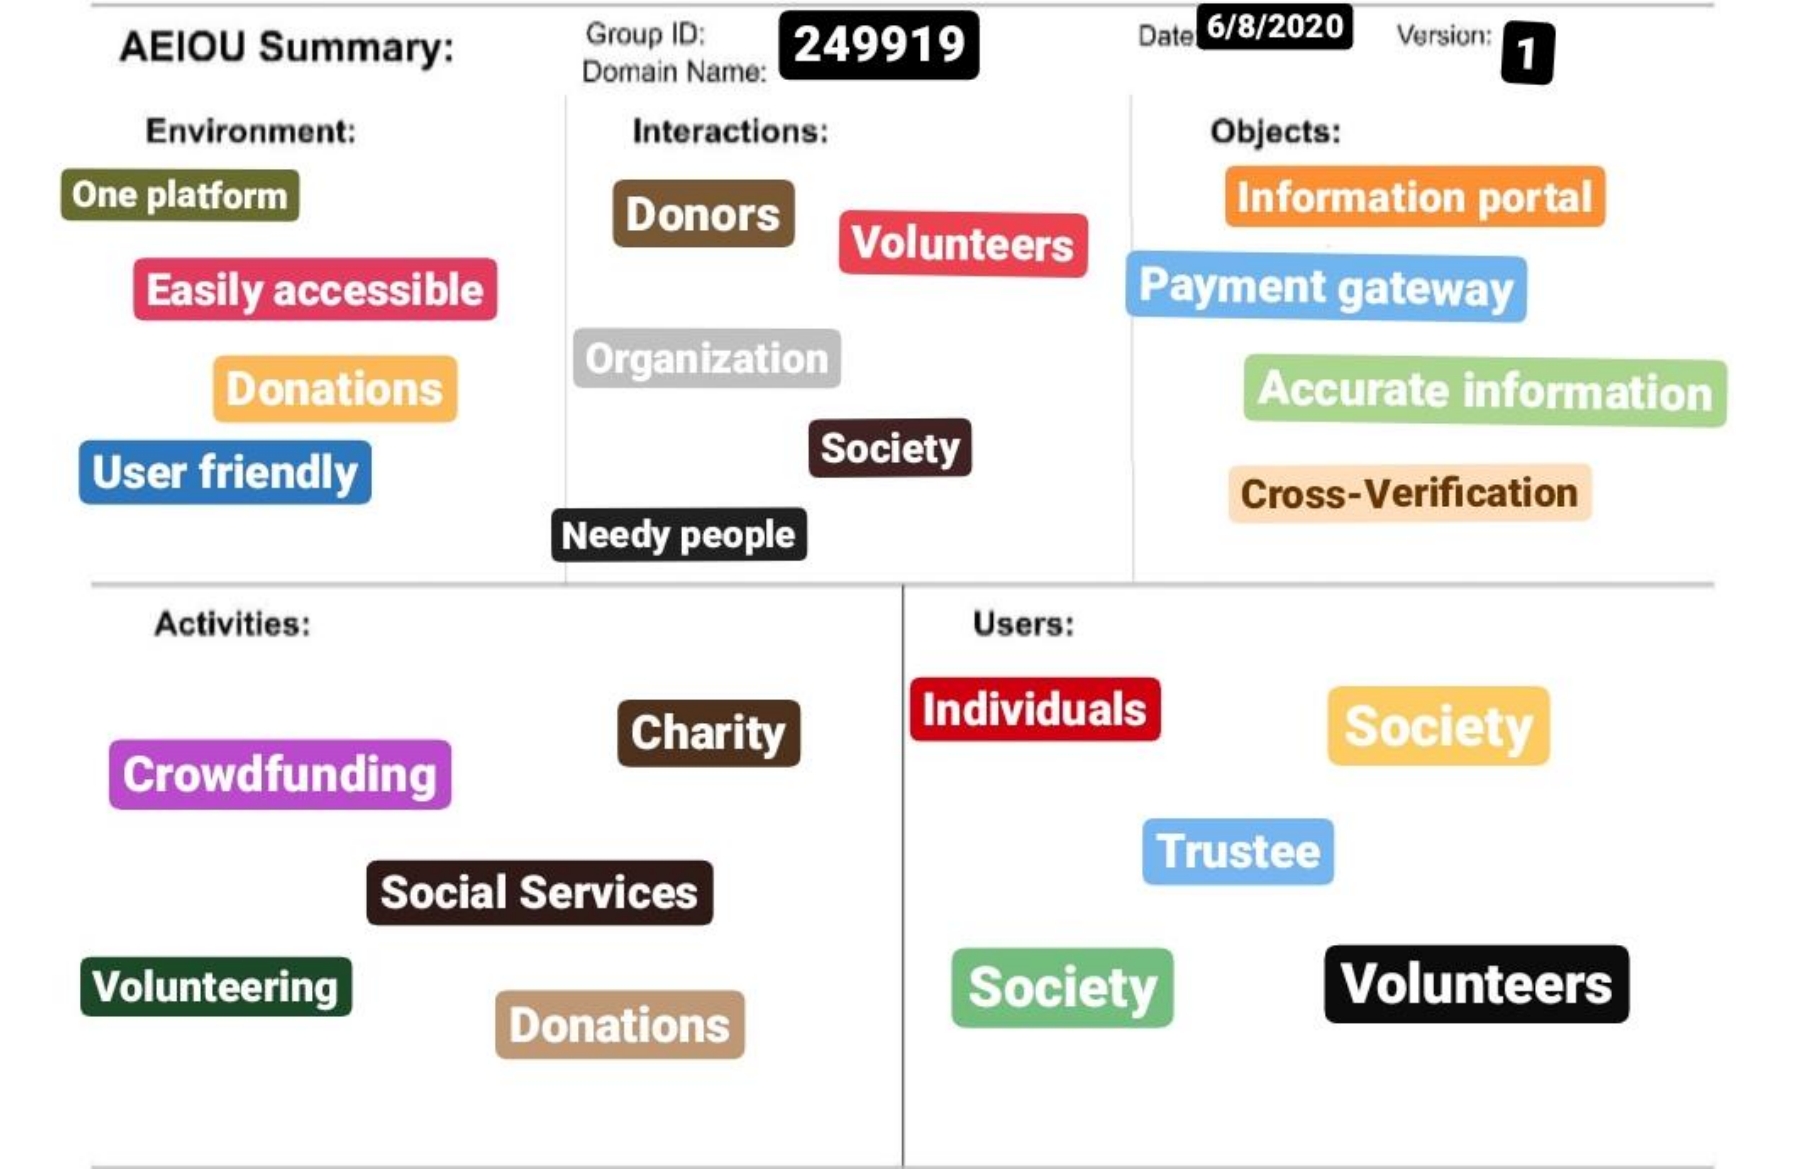 AEIOU Summary:
Group ID:
Domain Name:
249919
Date:
6/8/2020
Version:
1
Environment:
One platform
Easily accessible
Donations
User friendly
Interactions:
Donors
Volunteers
Organization
Society
Needy people
Objects:
Information portal
Payment gateway
Accurate information
Cross-Verification
Activities:
Charity
Crowdfunding
Social Services
Volunteering
Donations
Users:
Individuals
Society
Trustee
Society
Volunteers